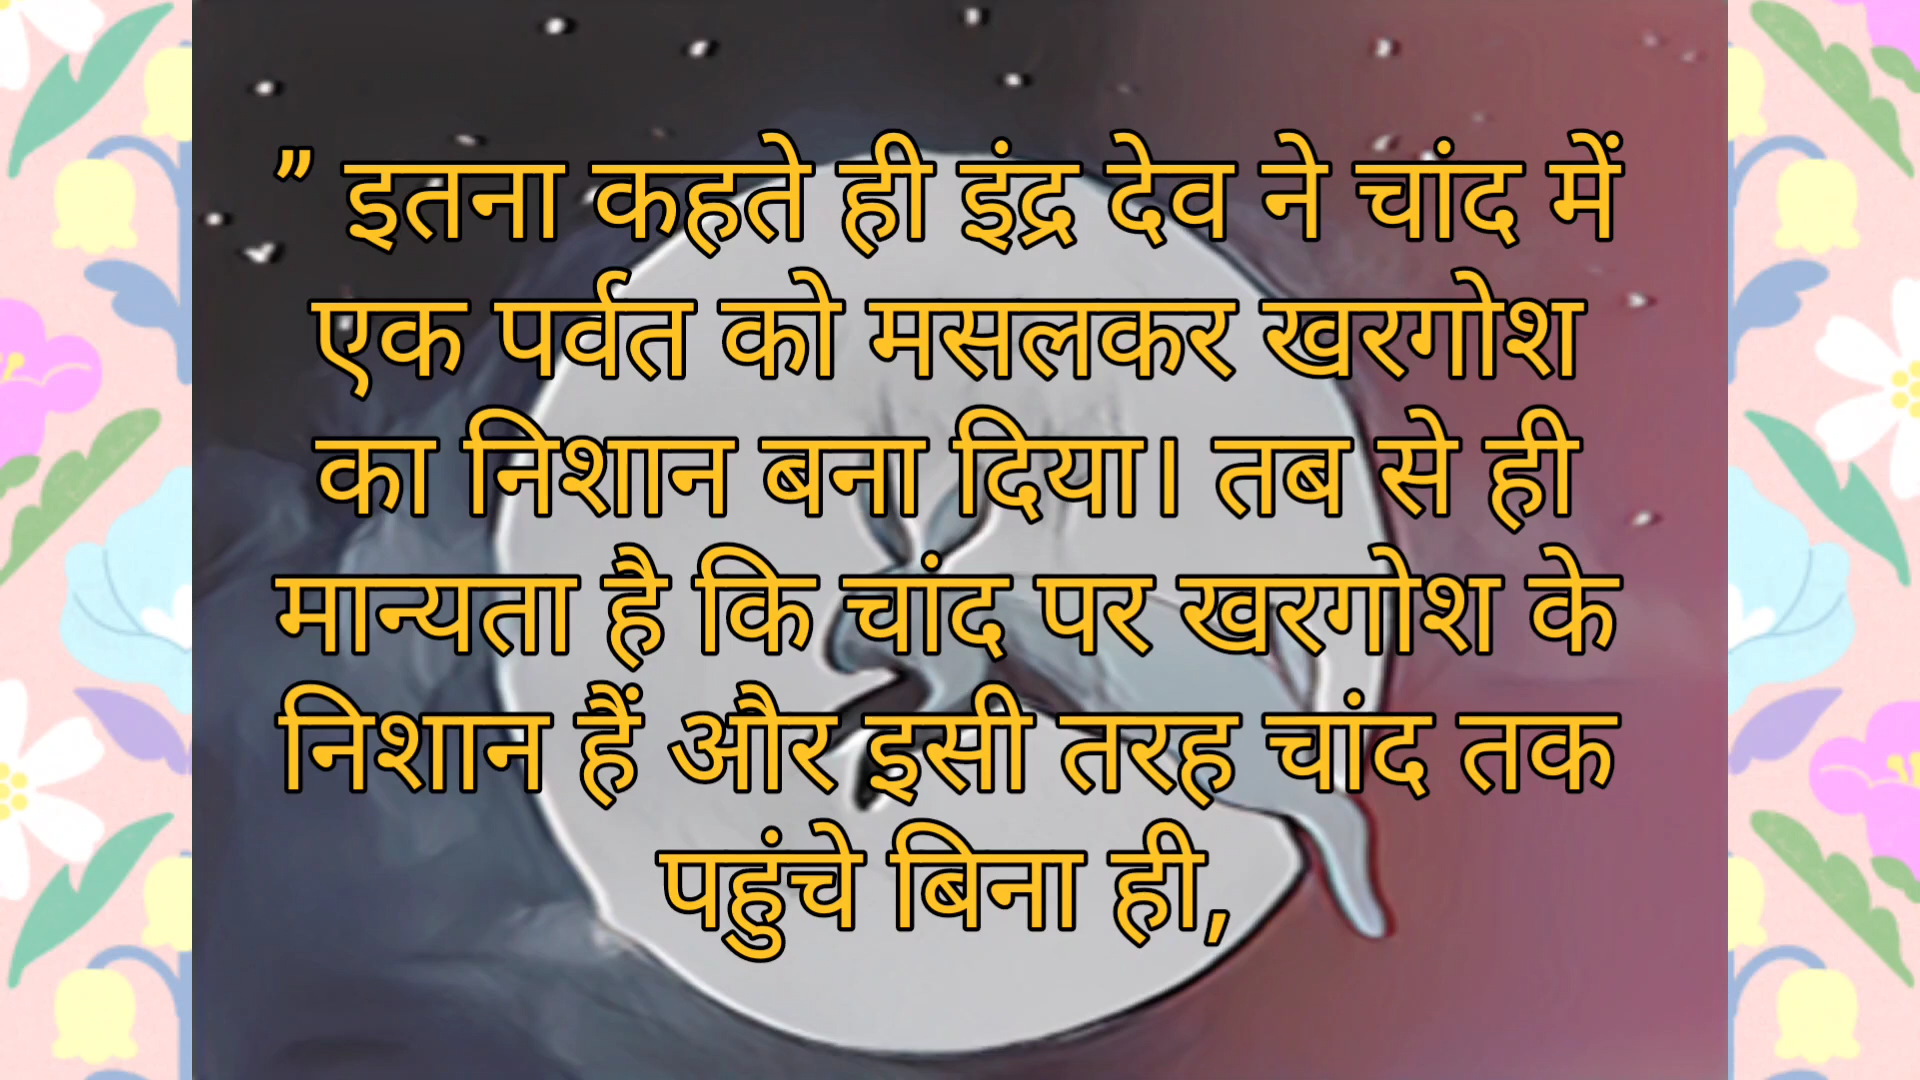 ” इतना कहते ही इंद्र देव ने चांद में
एक पर्वत को मसलकर खरगोश
का निशान बना दिया। तब से ही
मान्यता है कि चांद पर खरगोश के
निशान हैं और इसी तरह चांद तक
पहुंचे बिना ही,